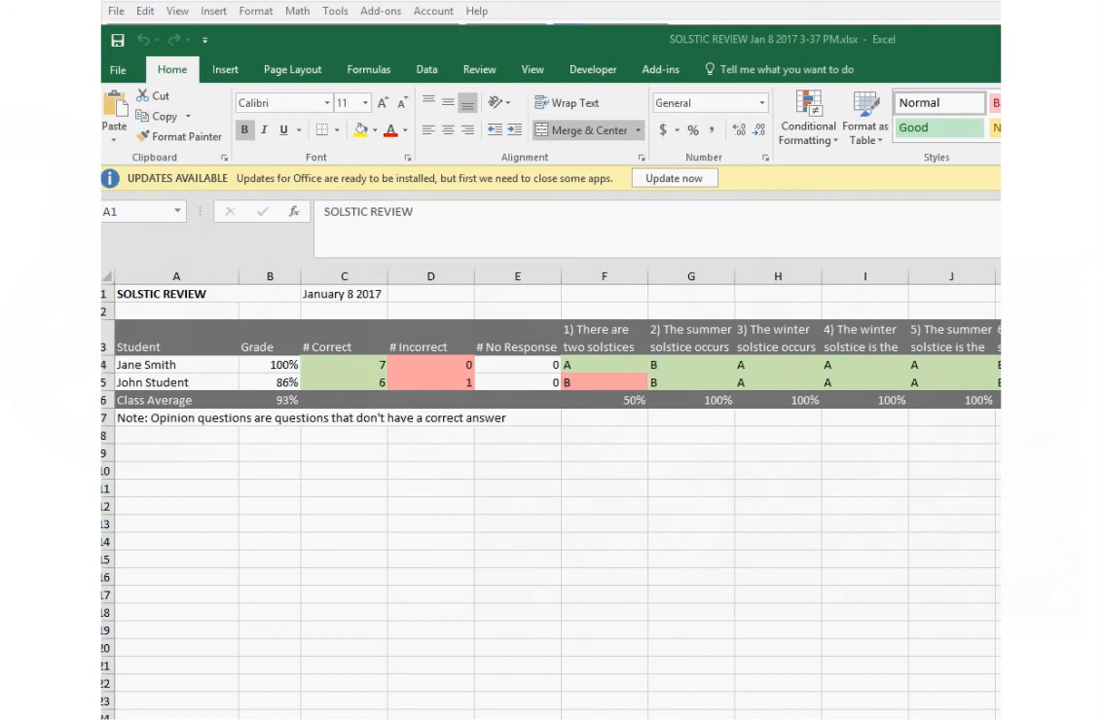 File Edit View Insert Format Math Tools Add-ons Account Help
SOLSTIC REVIEW Jan 8 2017 3-37 PM.xlsx - Excel
File Home Insert Page Layout Formulas Data Review View Developer Add-ins Tell me what you want to do
Paste
Cut
Copy
Format Painter
Clipboard
Calibri 11
B I U
Font
Wrap Text
Merge & Center
Alignment
General
$ % ,
Number
Conditional Formatting
Format as Table
Normal B
Good N
Styles
UPDATES AVAILABLE Updates for Office are ready to be installed, but first we need to close some apps. Update now
A1 fx SOLSTIC REVIEW
A B C D E F G H I J
1 SOLSTIC REVIEW January 8 2017
2
1) There are 2) The summer 3) The winter 4) The winter 5) The summer
3 Student Grade # Correct # Incorrect # No Response two solstices solstice occurs solstice occurs solstice is the solstice is the
4 Jane Smith 100% 7 0 0 A B A A A
5 John Student 86% 6 1 0 B B A A A
6 Class Average 93% 50% 100% 100% 100% 100%
7 Note: Opinion questions are questions that don't have a correct answer
8
9
10
11
12
13
14
15
16
17
18
19
20
21
22
23